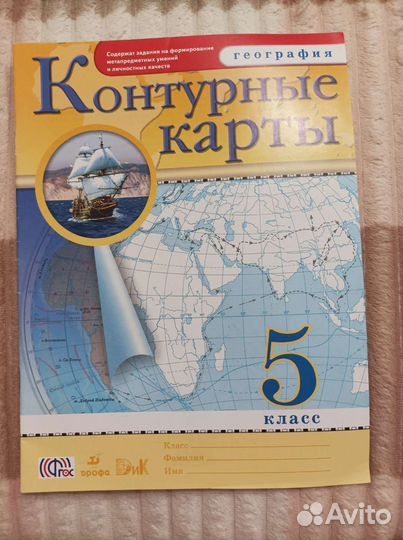 Содержат задания на формирование
метапредметных умений
и личностных качеств
география
Контурные
карты
5
класс
Класс
Фамилия
Имя
ФГОС
дрофа
ДиК
Avito